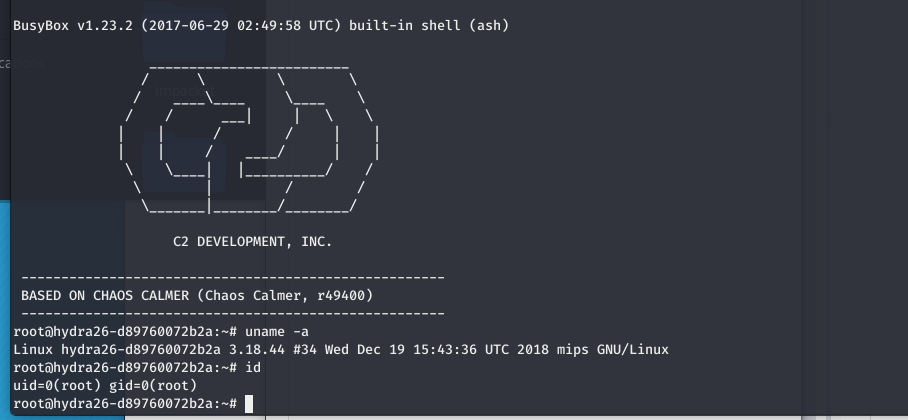 BusyBox v1.23.2 (2017-06-29 02:49:58 UTC) built-in shell (ash)
C2 DEVELOPMENT, INC.
-----------------------------------------------------
BASED ON CHAOS CALMER (Chaos Calmer, r49400)
-----------------------------------------------------
root@hydra26-d89760072b2a:~# uname -a
Linux hydra26-d89760072b2a 3.18.44 #34 Wed Dec 19 15:43:36 UTC 2018 mips GNU/Linux
root@hydra26-d89760072b2a:~# id
uid=0(root) gid=0(root)
root@hydra26-d89760072b2a:~#